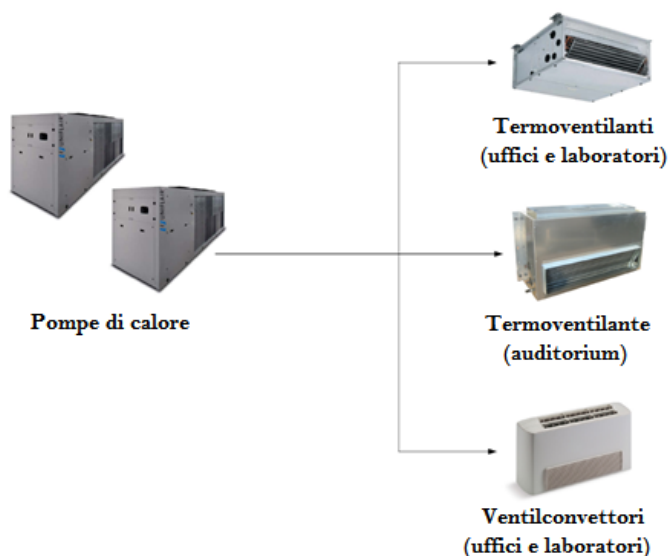 Termoventilanti
(uffici e laboratori)
Pompe di calore
Termoventilante
(auditorium)
Ventilconvettori
(uffici e laboratori)